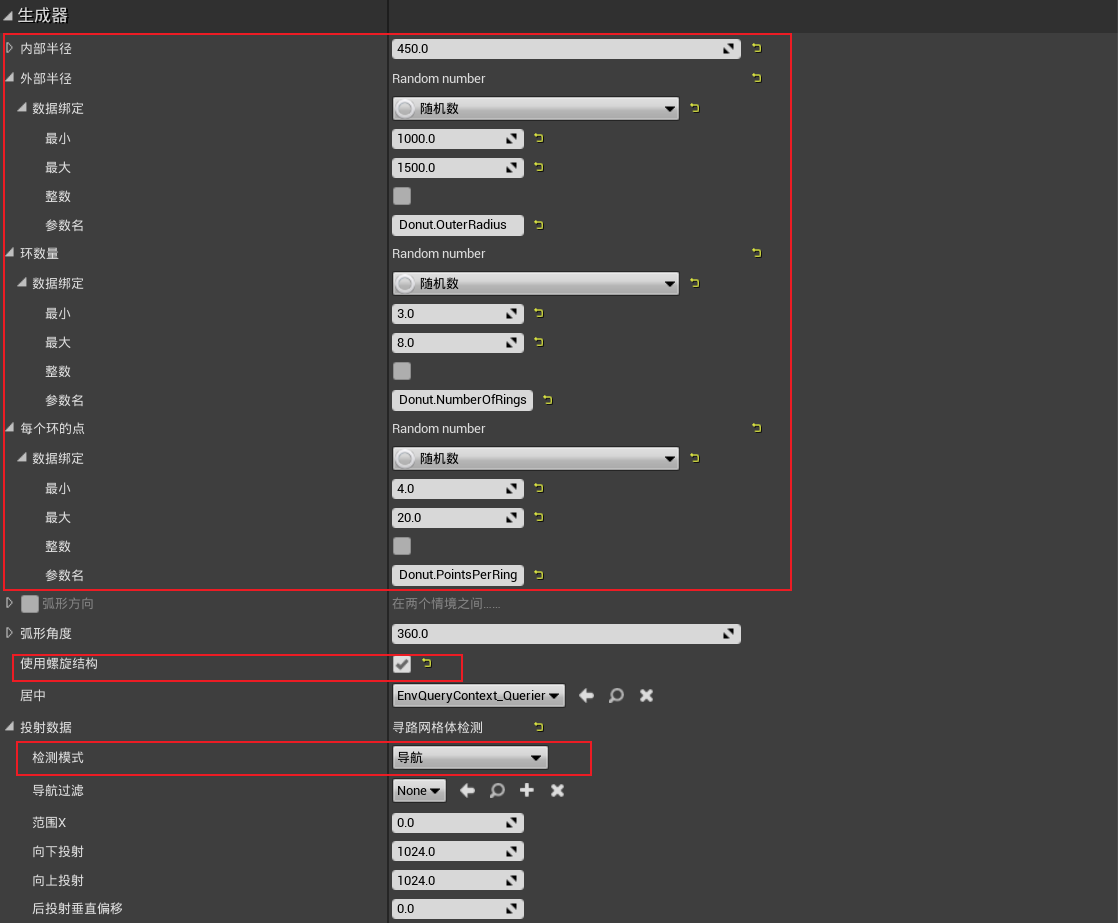 生成器
内部半径 450.0
外部半径 Random number
数据绑定 随机数
最小 1000.0
最大 1500.0
整数
参数名 Donut.OuterRadius
环数量 Random number
数据绑定 随机数
最小 3.0
最大 8.0
整数
参数名 Donut.NumberOfRings
每个环的点 Random number
数据绑定 随机数
最小 4.0
最大 20.0
整数
参数名 Donut.PointsPerRing
弧形方向 在两个情境之间……
弧形角度 360.0
使用螺旋结构
居中 EnvQueryContext_Querier
投射数据 寻路网格体检测
检测模式 导航
导航过滤 None
范围X 0.0
向下投射 1024.0
向上投射 1024.0
后投射垂直偏移 0.0